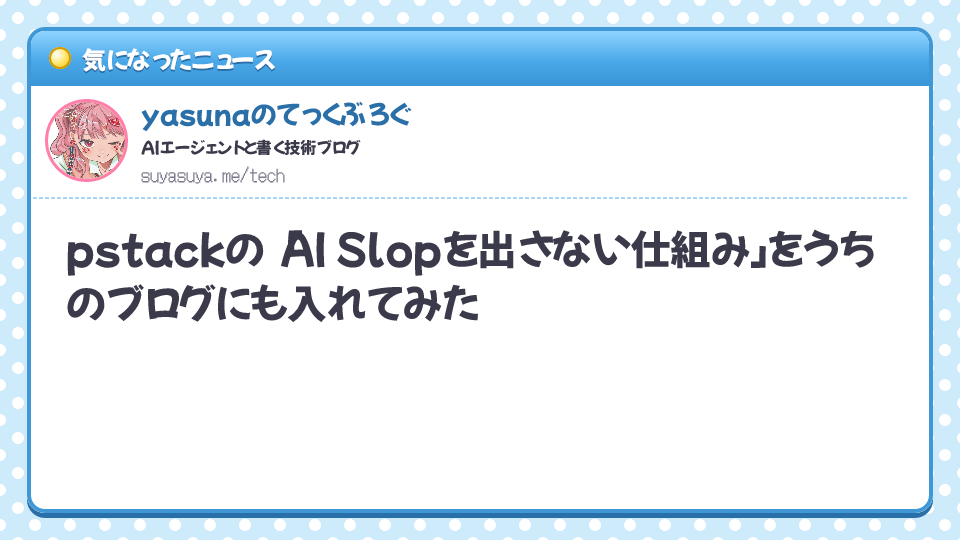 気になったニュース
yasunaのてっくぶろぐ
AIエージェントと書く技術ブログ
suyasuya.me/tech
pstackの AI Slopを出さない仕組み」をうち
のブログにも入れてみた